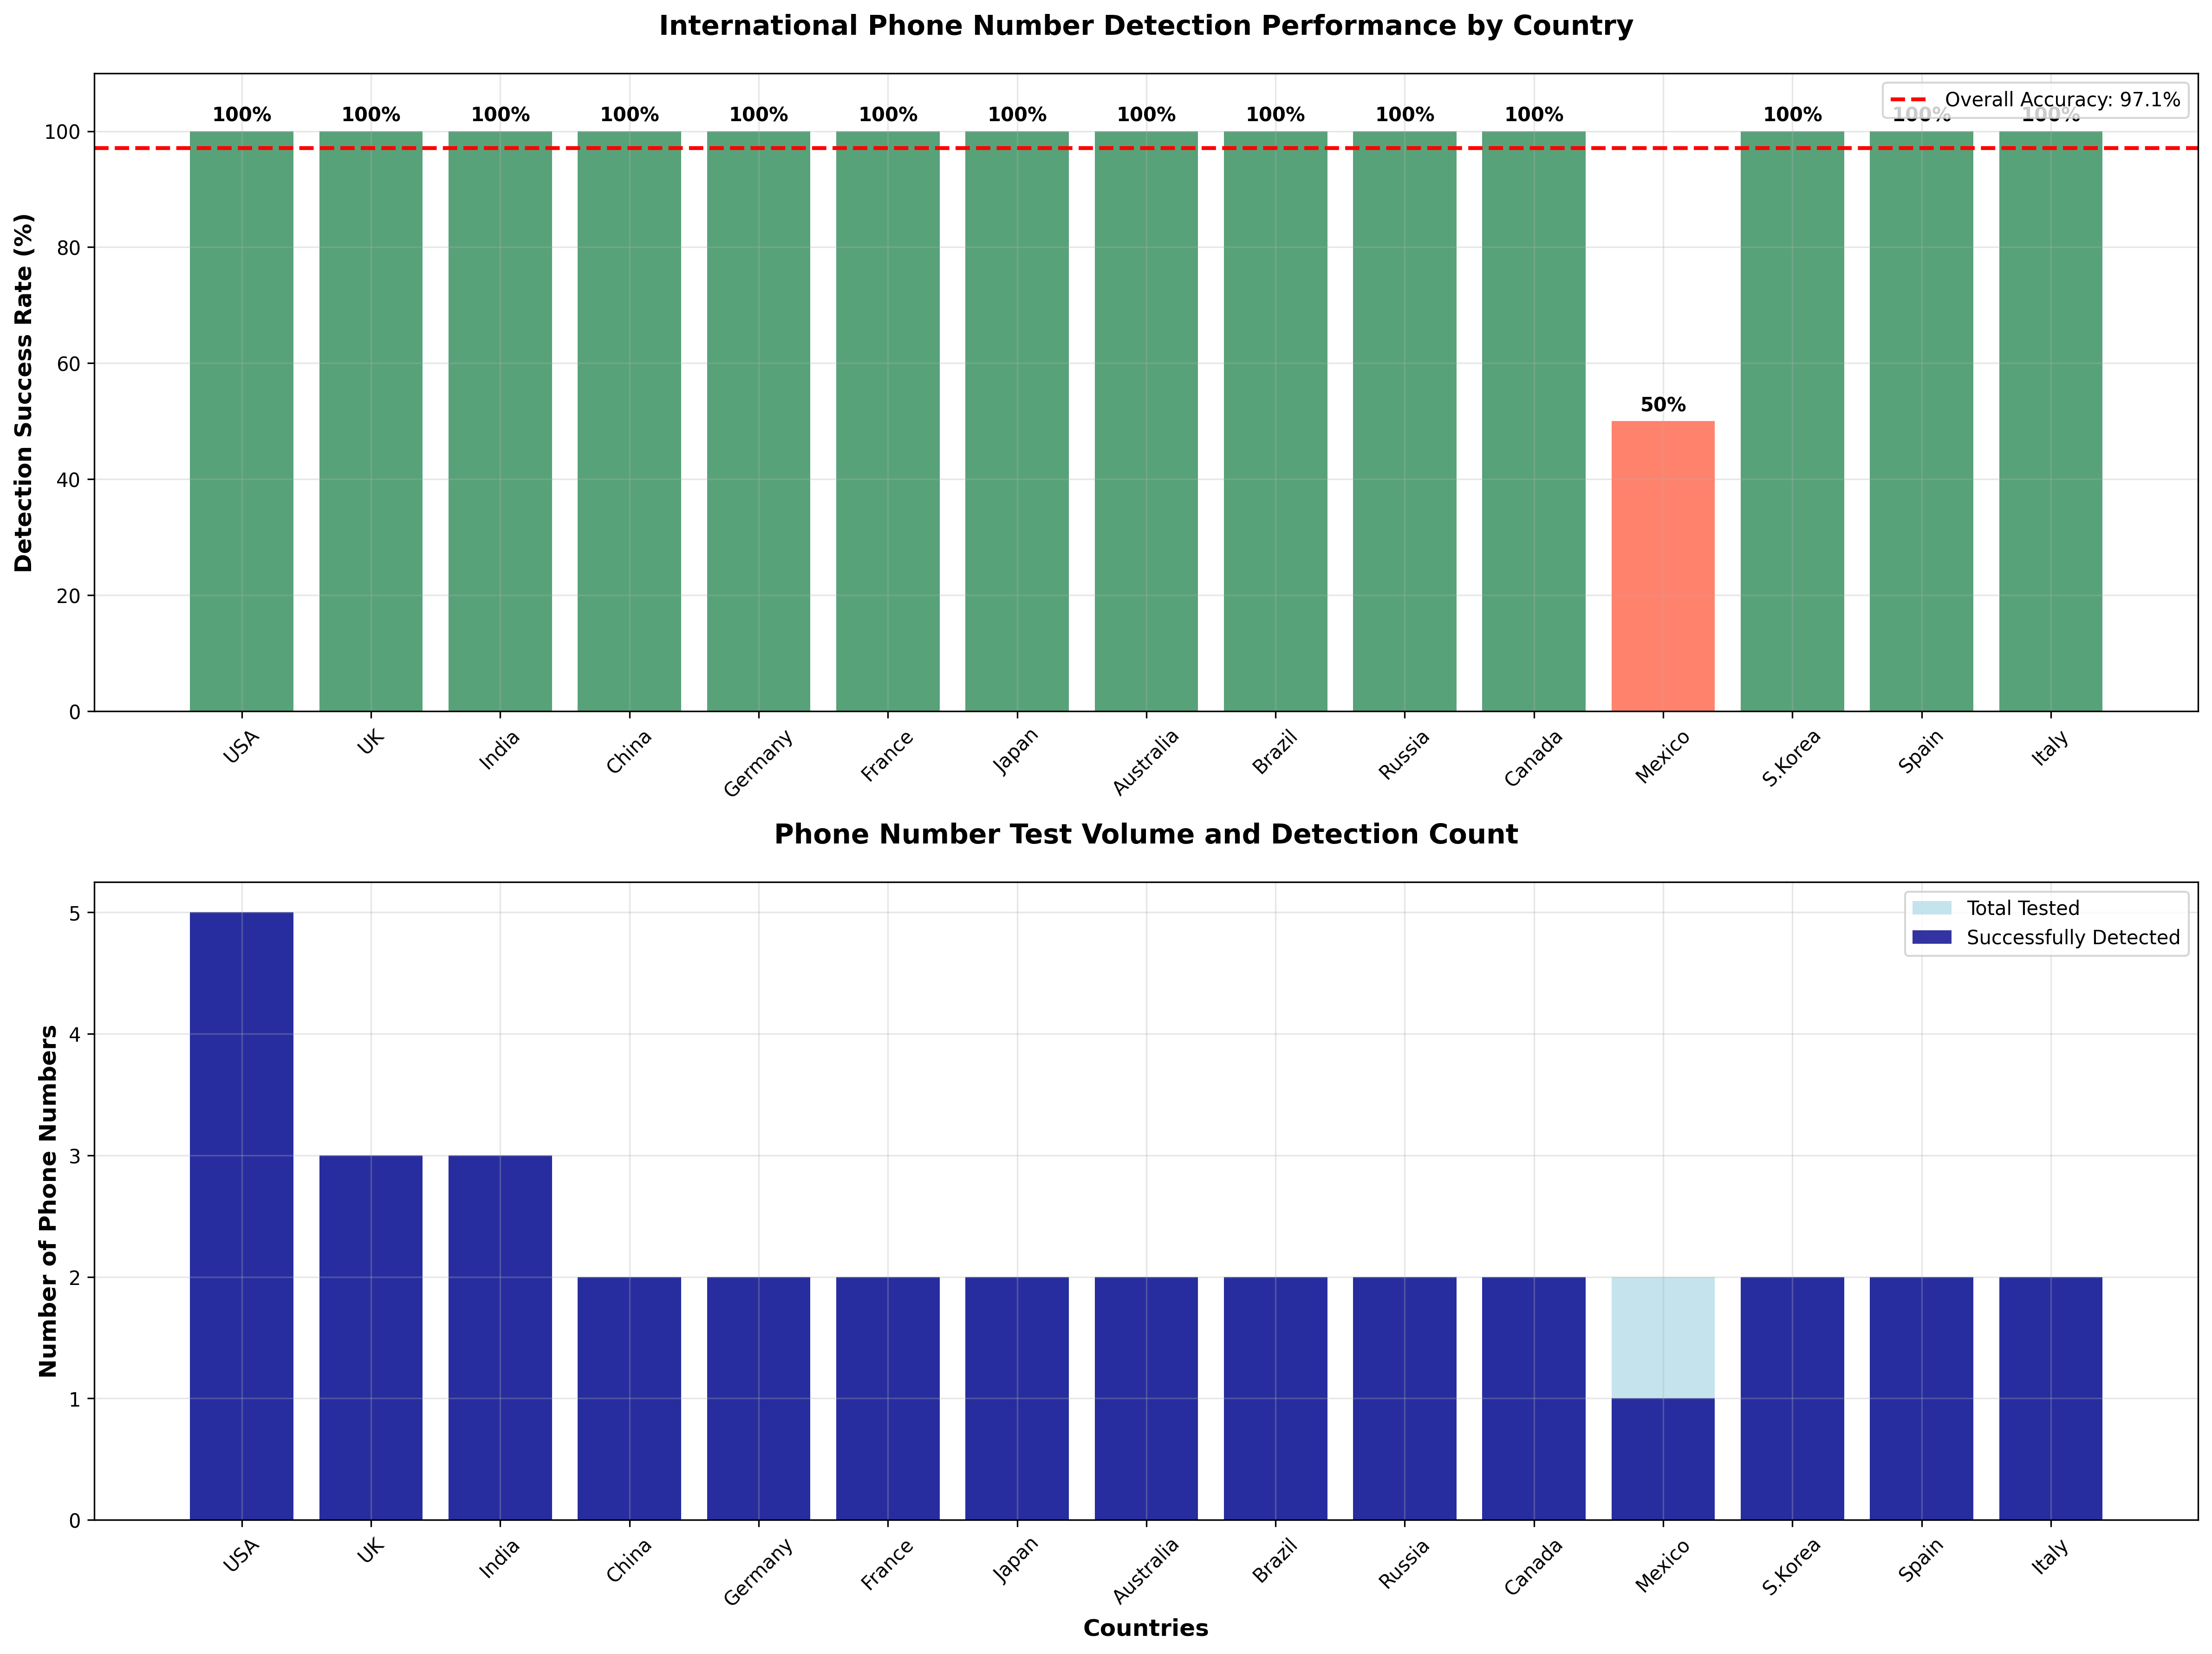 International Phone Number Detection Performance by Country
Overall Accuracy: 97.1%
100% 100% 100% 100% 100% 100% 100% 100% 100% 100% 100% 50% 100% 100% 100%
Detection Success Rate (%)
100
80
60
40
20
0
USA UK India China Germany France Japan Australia Brazil Russia Canada Mexico S.Korea Spain Italy
Phone Number Test Volume and Detection Count
Total Tested
Successfully Detected
Number of Phone Numbers
5
4
3
2
1
0
USA UK India China Germany France Japan Australia Brazil Russia Canada Mexico S.Korea Spain Italy
Countries